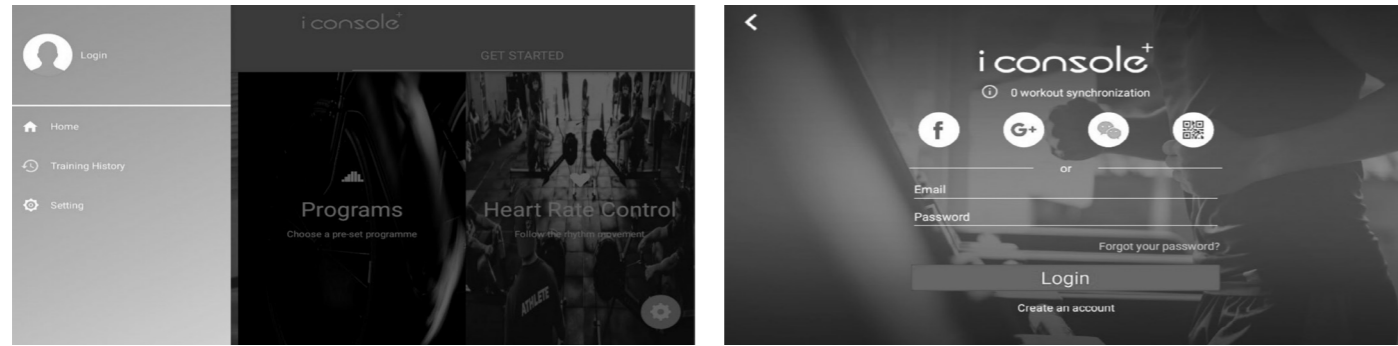 i console+
Login
GET STARTED
Home
Training History
Setting
Programs
Choose a pre-set programme
Heart Rate Control
Follow the rhythm movement
ATHLETE
i console+
0 workout synchronization
f
G+
or
Email
Password
Forgot your password?
Login
Create an account